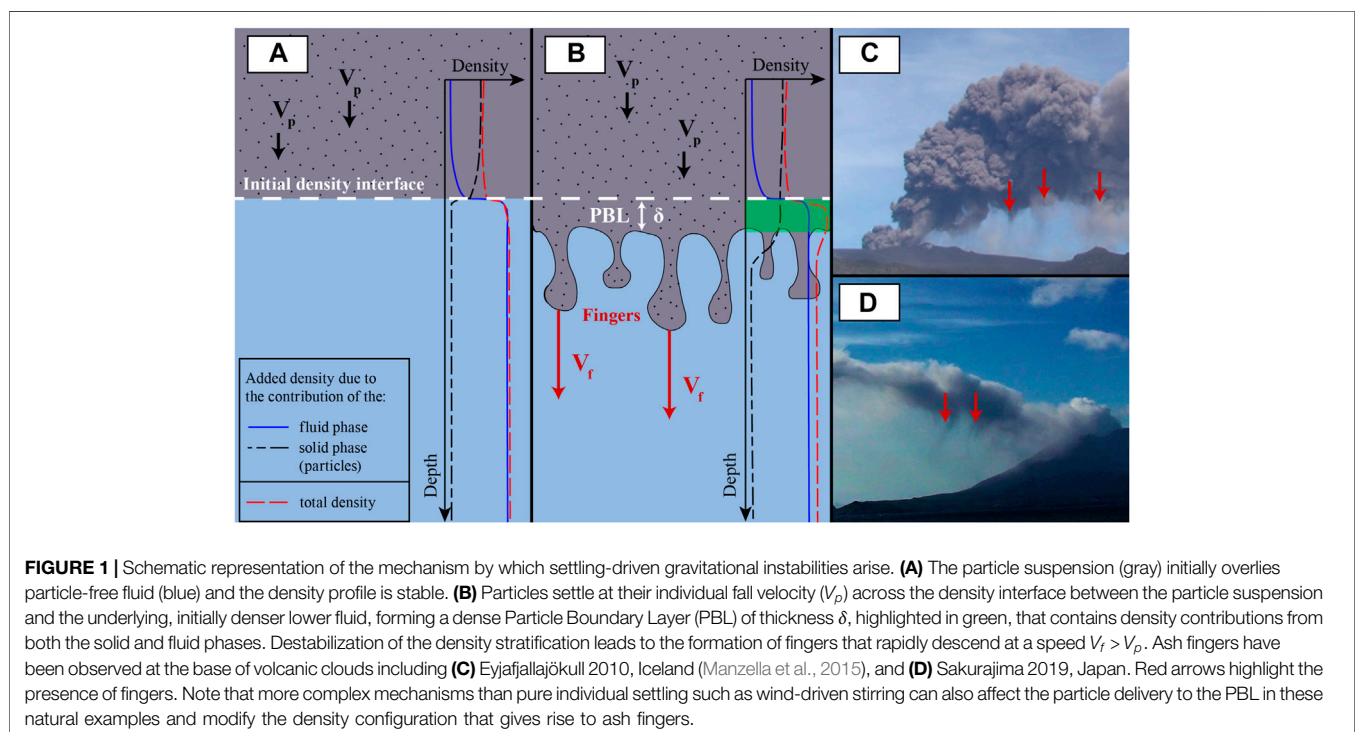 A
B
C
D
Density
Density
V_p
V_p
V_p
V_p
Initial density interface
PBL δ
Fingers
V_f
V_f
Added density due to
the contribution of the:
fluid phase
solid phase
(particles)
total density
Depth
Depth
FIGURE 1 | Schematic representation of the mechanism by which settling-driven gravitational instabilities arise. (A) The particle suspension (gray) initially overlies
particle-free fluid (blue) and the density profile is stable. (B) Particles settle at their individual fall velocity (V_p) across the density interface between the particle suspension
and the underlying, initially denser lower fluid, forming a dense Particle Boundary Layer (PBL) of thickness δ, highlighted in green, that contains density contributions from
both the solid and fluid phases. Destabilization of the density stratification leads to the formation of fingers that rapidly descend at a speed V_f > V_p. Ash fingers have
been observed at the base of volcanic clouds including (C) Eyjafjallajökull 2010, Iceland (Manzella et al., 2015), and (D) Sakurajima 2019, Japan. Red arrows highlight the
presence of fingers. Note that more complex mechanisms than pure individual settling such as wind-driven stirring can also affect the particle delivery to the PBL in these
natural examples and modify the density configuration that gives rise to ash fingers.